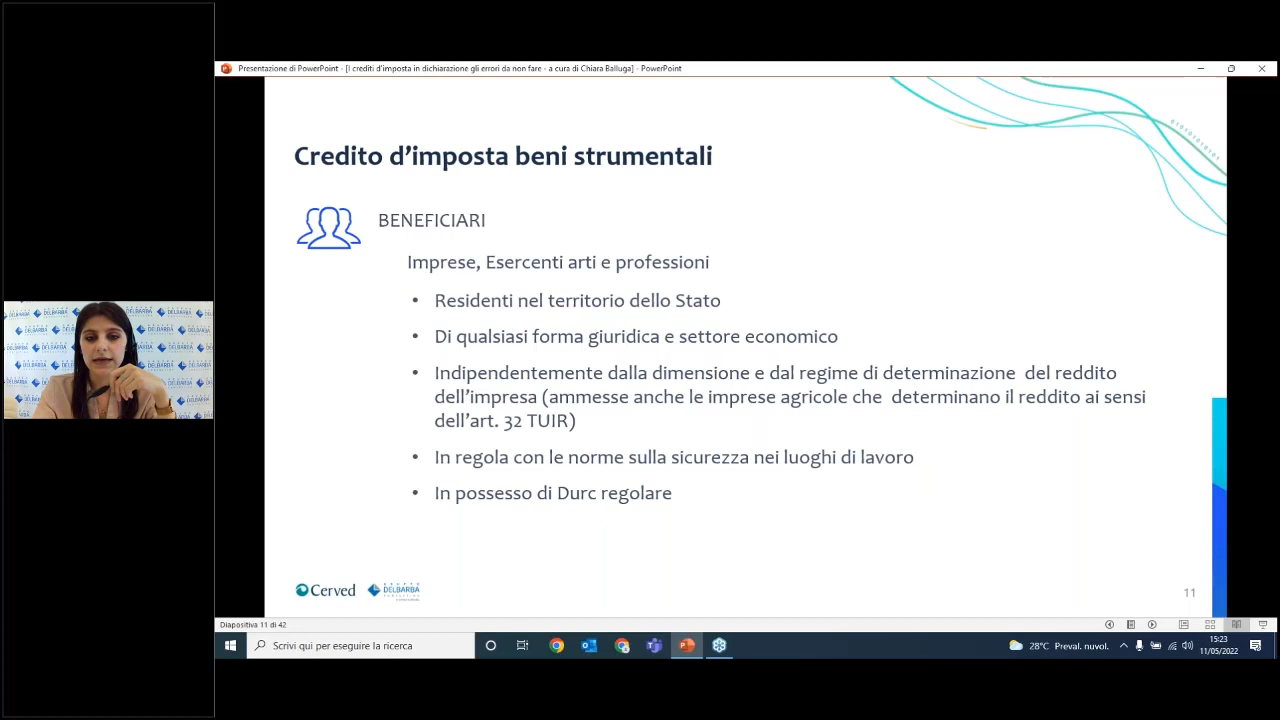 Presentazione di PowerPoint - [I crediti d'imposta in dichiarazione gli errori da non fare - a cura di Chiara Balluga] - PowerPoint
Credito d’imposta beni strumentali
BENEFICIARI
Imprese, Esercenti arti e professioni
• Residenti nel territorio dello Stato
• Di qualsiasi forma giuridica e settore economico
• Indipendentemente dalla dimensione e dal regime di determinazione del reddito
dell’impresa (ammesse anche le imprese agricole che determinano il reddito ai sensi
dell’art. 32 TUIR)
• In regola con le norme sulla sicurezza nei luoghi di lavoro
• In possesso di Durc regolare
Cerved
GRUPPO
DELBARBA
11
Diapositiva 11 di 42
Scrivi qui per eseguire la ricerca
28°C Preval. nuvol.
15:23
11/05/2022